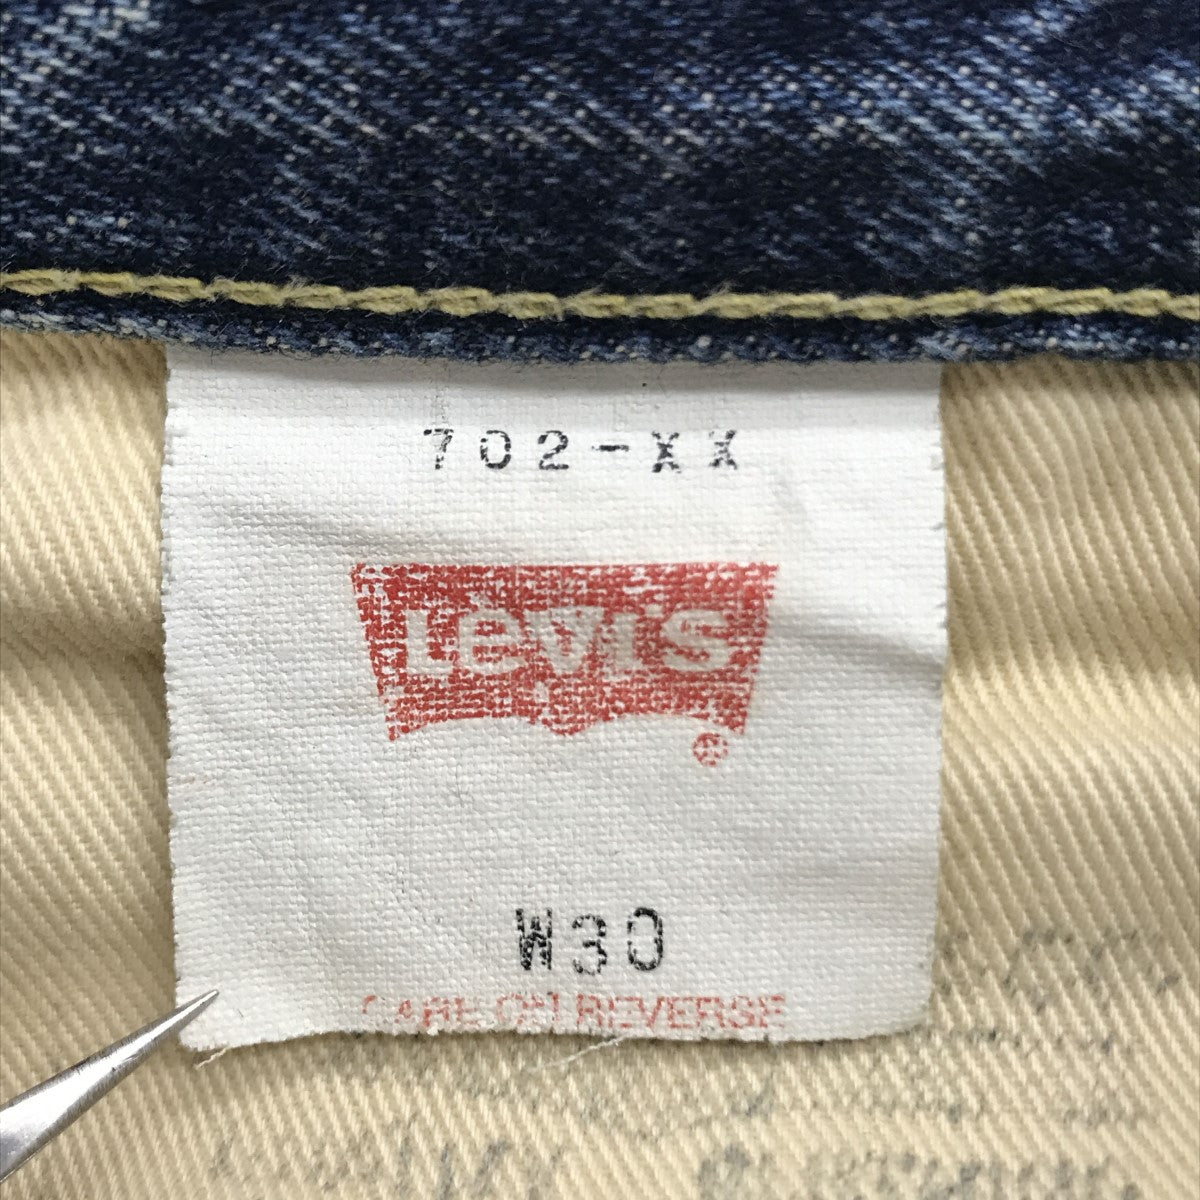 702-XX
Levi's
®
W30
CARE ON REVERSE